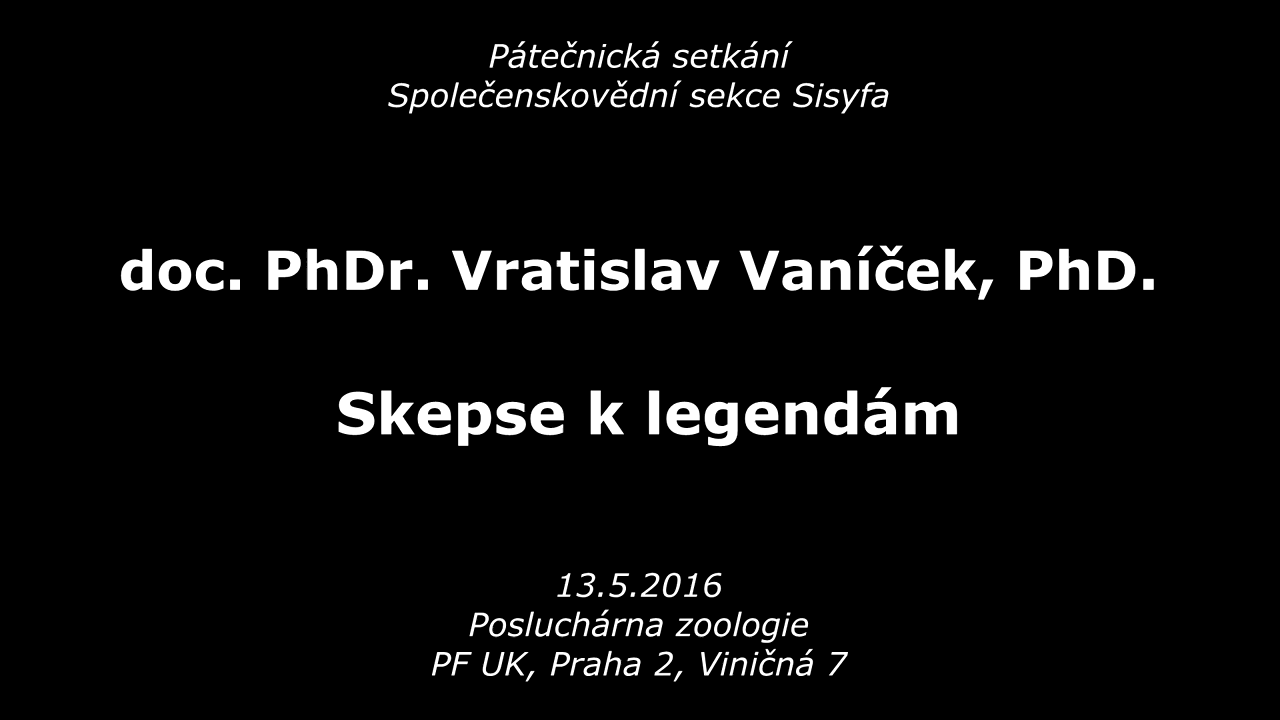 Pátečnická setkání
Společenskovědní sekce Sisyfa
doc. PhDr. Vratislav Vaníček, PhD.
Skepse k legendám
13.5.2016
Posluchárna zoologie
PF UK, Praha 2, Viničná 7